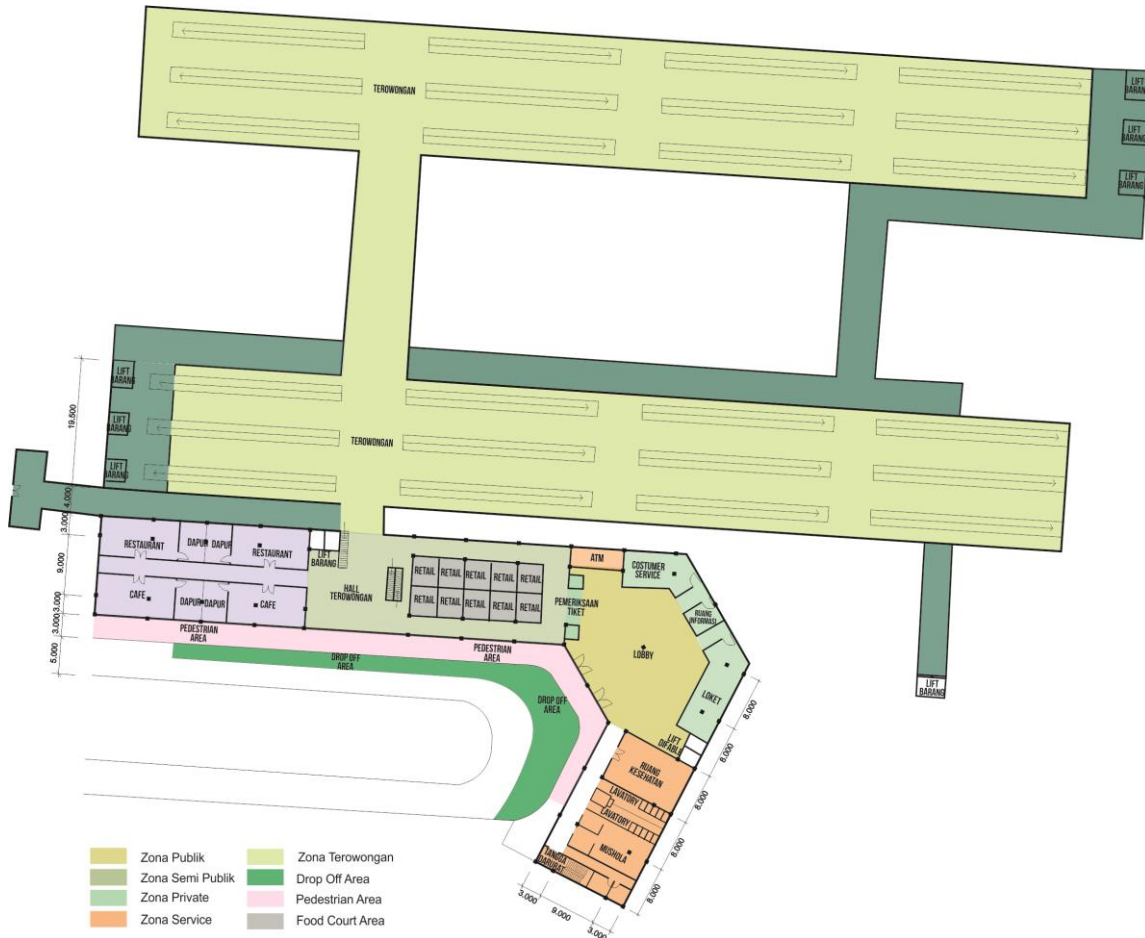 TEROWONGAN
LIFT
BARANG
LIFT
BARANG
LIFT
BARANG
LIFT
BARANG
LIFT
BARANG
LIFT
BARANG
TEROWONGAN
19.500
4.000
3.000
9.000
3.000
3.000
5.000
RESTAURANT
DAPUR
DAPUR
RESTAURANT
LIFT
BARANG
CAFE
DAPUR
DAPUR
CAFE
HALL
TEROWONGAN
RETAIL
RETAIL
RETAIL
RETAIL
RETAIL
RETAIL
RETAIL
RETAIL
RETAIL
RETAIL
ATM
COSTUMER
SERVICE
PEMERIKSAAN
TIKET
RUANG
INFORMASI
LOBBY
LOKET
LIFT
BARANG
PEDESTRIAN
AREA
PEDESTRIAN
AREA
DROP OFF
AREA
DROP OFF
AREA
LIFT
DIFABLE
RUANG
KESEHATAN
LAVATORY
LAVATORY
MUSHOLA
TANGGA
DARURAT
8.000
8.000
8.000
8.000
8.000
3.000
9.000
3.000
Zona Publik
Zona Semi Publik
Zona Private
Zona Service
Zona Terowongan
Drop Off Area
Pedestrian Area
Food Court Area